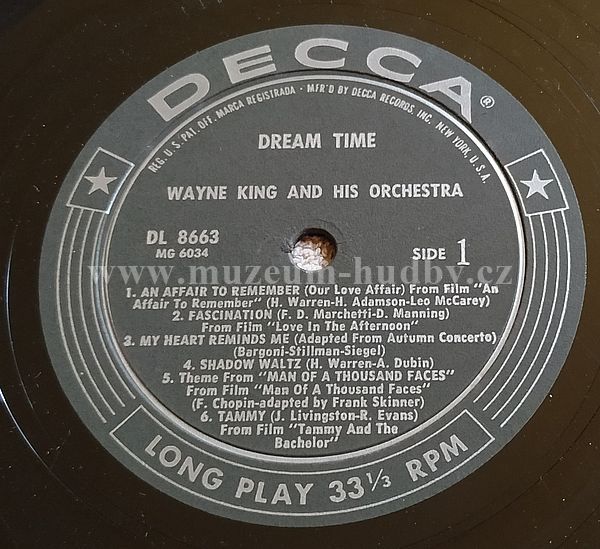 DECCA®
REG. U. S. PAT. OFF. MARCA REGISTRADA • MFR'D BY DECCA RECORDS, INC. NEW YORK, U.S.A.
DREAM TIME
WAYNE KING AND HIS ORCHESTRA
DL 8663
MG 6034
SIDE 1
www.muzeum-hudby.cz
1. AN AFFAIR TO REMEMBER (Our Love Affair) From Film "An
Affair To Remember" (H. Warren-H. Adamson-Leo McCarey)
2. FASCINATION (F. D. Marchetti-D. Manning)
From Film "Love In The Afternoon"
3. MY HEART REMINDS ME (Adapted From Autumn Concerto)
(Bargoni-Stillman-Siegel)
4. SHADOW WALTZ (H. Warren-A. Dubin)
5. Theme From "MAN OF A THOUSAND FACES"
From Film "Man Of A Thousand Faces"
(F. Chopin-adapted by Frank Skinner)
6. TAMMY (J. Livingston-R. Evans)
From Film "Tammy And The
Bachelor"
LONG PLAY 33 1/3 RPM